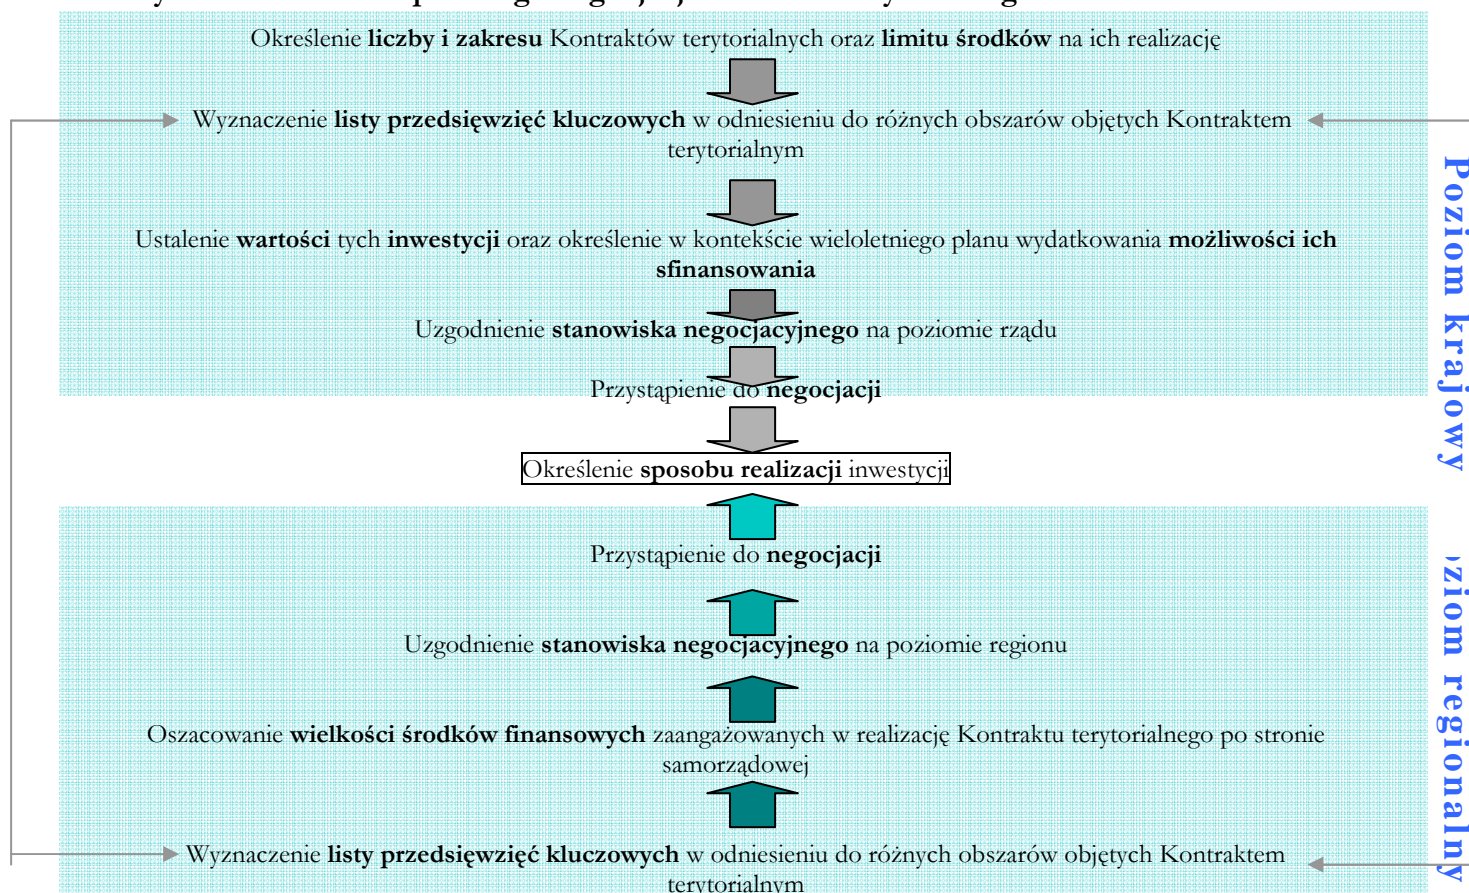 Określenie liczby i zakresu Kontraktów terytorialnych oraz limitu środków na ich realizację
Wyznaczenie listy przedsięwzięć kluczowych w odniesieniu do różnych obszarów objętych Kontraktem
terytorialnym
Ustalenie wartości tych inwestycji oraz określenie w kontekście wieloletniego planu wydatkowania możliwości ich
sfinansowania
Uzgodnienie stanowiska negocjacyjnego na poziomie rządu
Przystąpienie do negocjacji
Poziom krajowy
Określenie sposobu realizacji inwestycji
Przystąpienie do negocjacji
Uzgodnienie stanowiska negocjacyjnego na poziomie regionu
Oszacowanie wielkości środków finansowych zaangażowanych w realizację Kontraktu terytorialnego po stronie
samorządowej
Wyznaczenie listy przedsięwzięć kluczowych w odniesieniu do różnych obszarów objętych Kontraktem
terytorialnym
regionalny